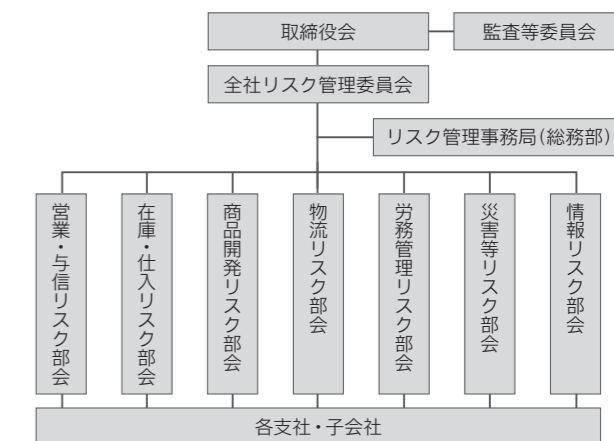 取締役会
監査等委員会
全社リスク管理委員会
リスク管理事務局(総務部)
営業・与信リスク部会
在庫・仕入リスク部会
商品開発リスク部会
物流リスク部会
労務管理リスク部会
災害等リスク部会
情報リスク部会
各支社・子会社